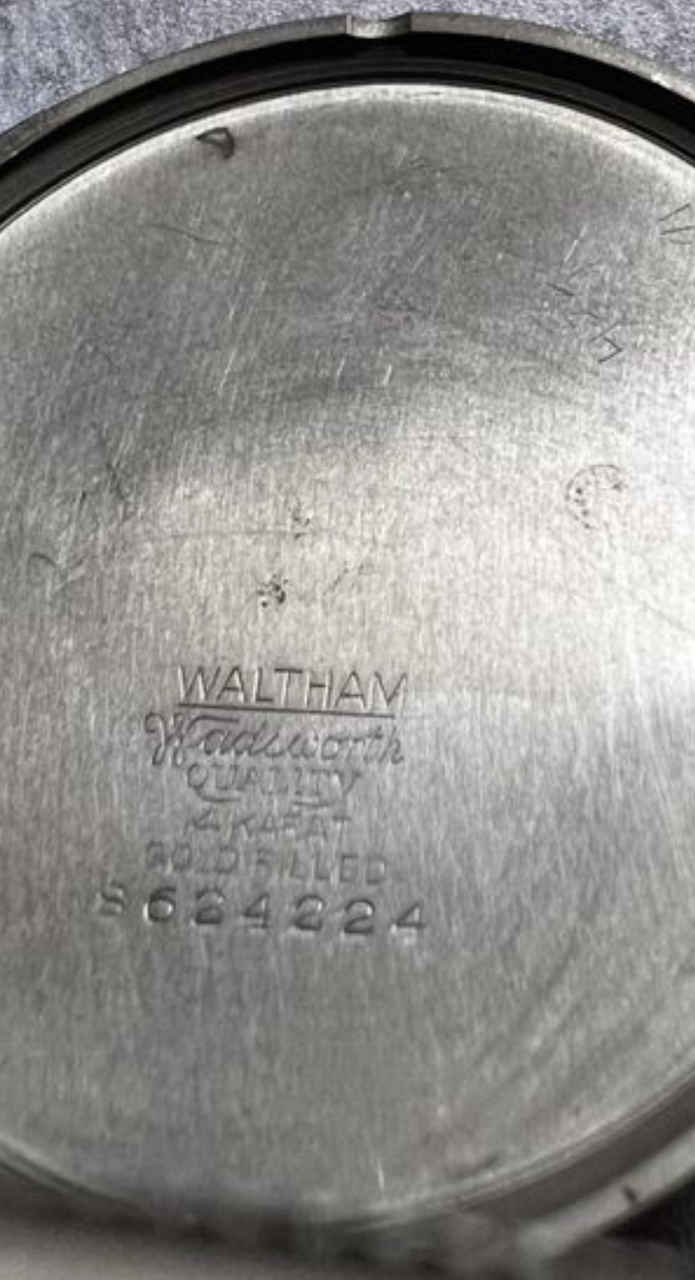 WALTHAM
Wadsworth
QUALITY
14 KARAT
GOLD FILLED
S624224